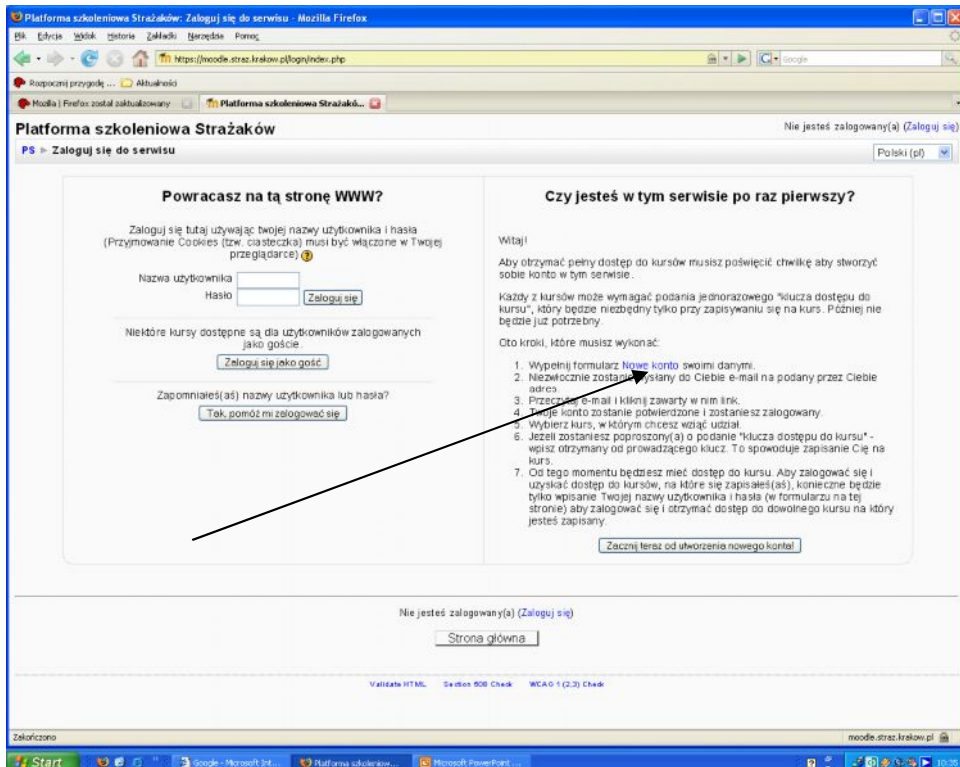 Platforma szkoleniowa Strażaków: Zaloguj się do serwisu - Mozilla Firefox
Plik Edycja Widok Historia Zakładki Narzędzia Pomoc
https://moodle.straz.krakow.pl/login/index.php
Google
Rozpocznij przygodę ... Aktualności
Mozilla | Firefox został zaktualizowany
Platforma szkoleniowa Strażakó...
Platforma szkoleniowa Strażaków
Nie jesteś zalogowany(a) (Zaloguj się)
PS ► Zaloguj się do serwisu
Polski (pl)
Powracasz na tą stronę WWW?
Zaloguj się tutaj używając twojej nazwy użytkownika i hasła
(Przyjmowanie Cookies (tzw. ciasteczka) musi być włączone w Twojej
przeglądarce) ?
Nazwa użytkownika
Hasło
Zaloguj się
Niektóre kursy dostępne są dla użytkowników zalogowanych
jako goście.
Zaloguj się jako gość
Zapomniałeś(aś) nazwy użytkownika lub hasła?
Tak, pomóż mi zalogować się
Czy jesteś w tym serwisie po raz pierwszy?
Witaj!
Aby otrzymać pełny dostęp do kursów musisz poświęcić chwilkę aby stworzyć
sobie konto w tym serwisie.
Każdy z kursów może wymagać podania jednorazowego "klucza dostępu do
kursu", który będzie niezbędny tylko przy zapisywaniu się na kurs. Później nie
będzie już potrzebny.
Oto kroki, które musisz wykonać:
1. Wypełnij formularz Nowe konto swoimi danymi.
2. Niezwłocznie zostanie wysłany do Ciebie e-mail na podany przez Ciebie
adres.
3. Przeczytaj e-mail i kliknij zawarty w nim link.
4. Twoje konto zostanie potwierdzone i zostaniesz zalogowany.
5. Wybierz kurs, w którym chcesz wziąć udział.
6. Jeżeli zostaniesz poproszony(a) o podanie "klucza dostępu do kursu" -
wpisz otrzymany od prowadzącego klucz. To spowoduje zapisanie Cię na
kurs.
7. Od tego momentu będziesz mieć dostęp do kursu. Aby zalogować się i
uzyskać dostęp do kursów, na które się zapisałeś(aś), konieczne będzie
tylko wpisanie Twojej nazwy użytkownika i hasła (w formularzu na tej
stronie) aby zalogować się i otrzymać dostęp do dowolnego kursu na który
jesteś zapisany.
Zacznij teraz od utworzenia nowego konta!
Nie jesteś zalogowany(a) (Zaloguj się)
Strona główna
Validate HTML Section 508 Check WCAG 1 (2,3) Check
Zakończono
moodle.straz.krakow.pl
Start
Google - Microsoft Int...
Platforma szkoleniow...
Microsoft PowerPoint ...
10:35